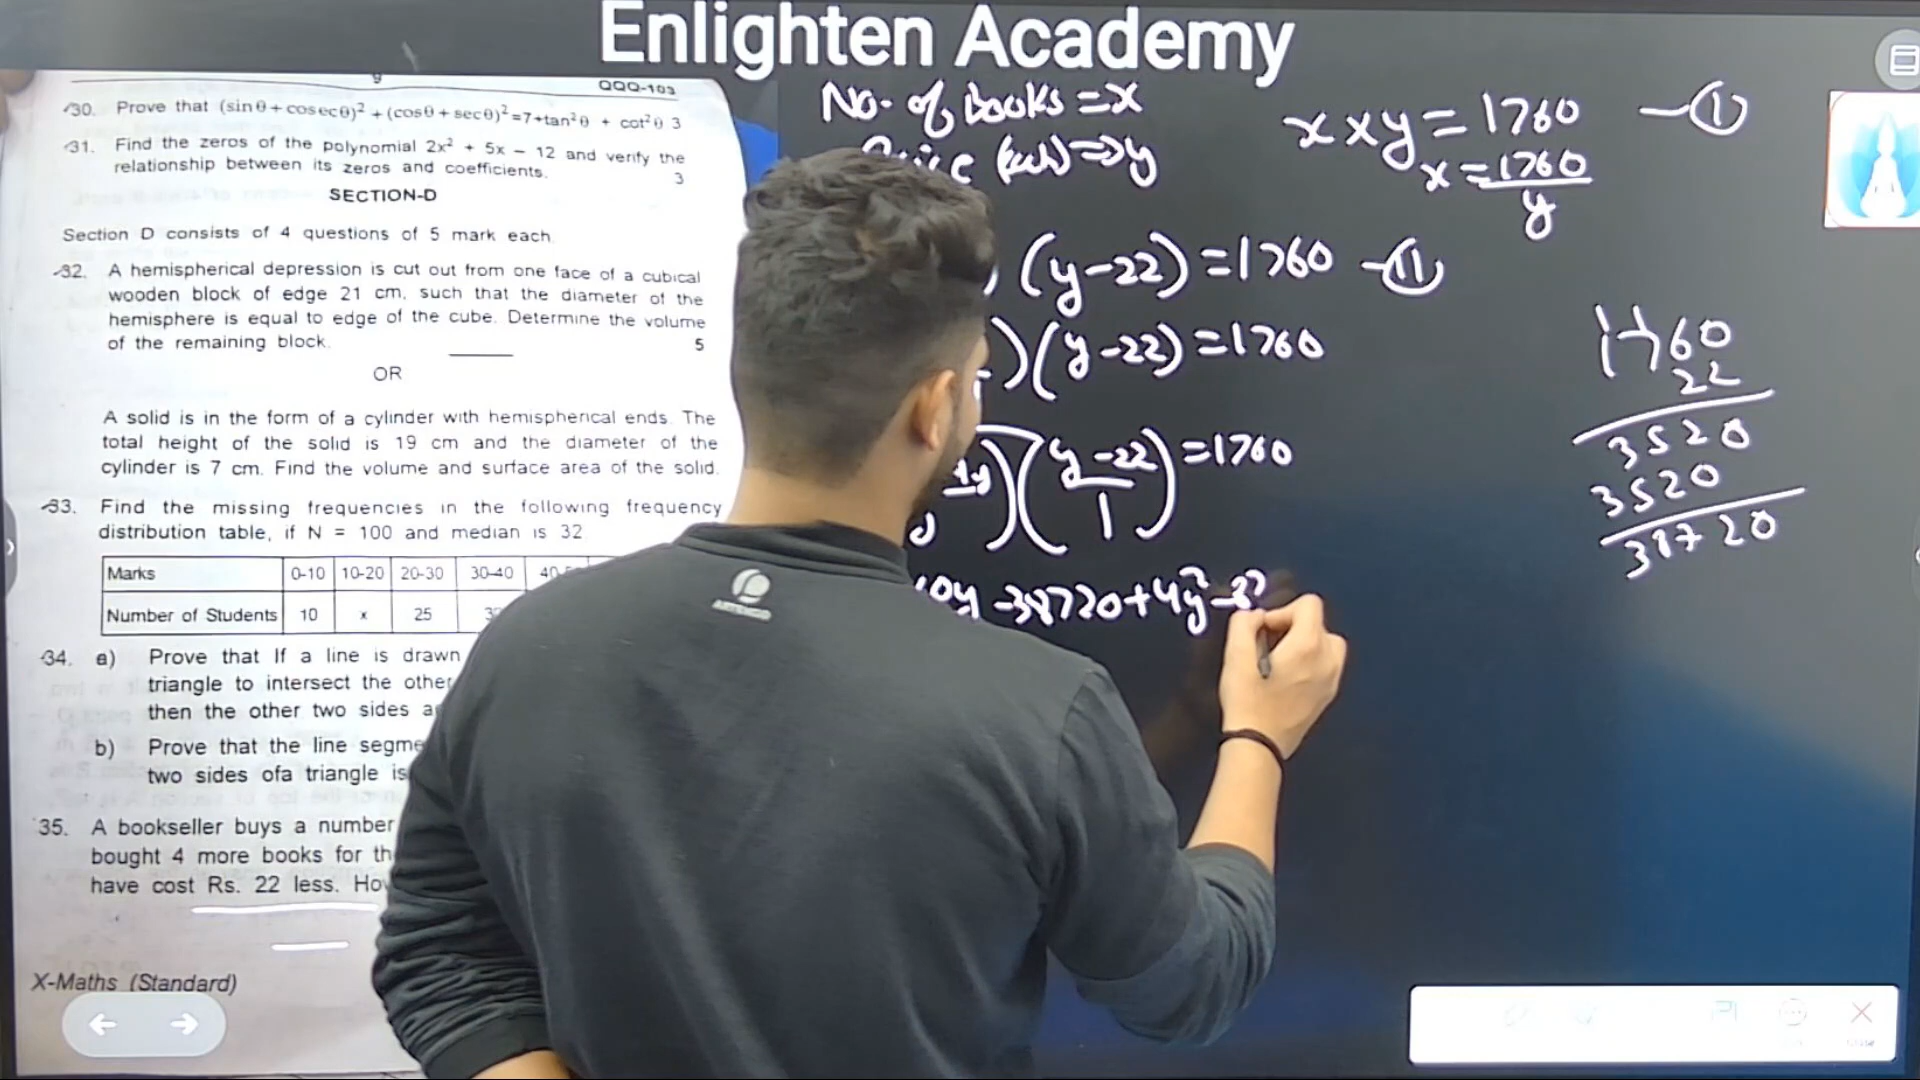 Enlighten Academy
QQQ-103
30. Prove that (sinθ+cosecθ)² + (cosθ+secθ)²=7+tan²θ + cot²θ 3
31. Find the zeros of the polynomial 2x² + 5x – 12 and verify the
relationship between its zeros and coefficients. 3
SECTION-D
Section D consists of 4 questions of 5 mark each
32. A hemispherical depression is cut out from one face of a cubical
wooden block of edge 21 cm, such that the diameter of the
hemisphere is equal to edge of the cube. Determine the volume
of the remaining block. 5
OR
A solid is in the form of a cylinder with hemispherical ends. The
total height of the solid is 19 cm and the diameter of the
cylinder is 7 cm. Find the volume and surface area of the solid.
33. Find the missing frequencies in the following frequency
distribution table, if N = 100 and median is 32
Marks 0-10 10-20 20-30 30-40
Number of Students 10 x 25
34. a) Prove that If a line is drawn
triangle to intersect the other
then the other two sides
b) Prove that the line
two sides ofa triangle is
35. A bookseller buys a number
bought 4 more books for
have cost Rs. 22 less.
X-Maths (Standard)
No. of Books = x
(each) ⇒ y
x × y = 1760 — (I)
x = 1760
y
(y – 22) = 1760 – (II)
)(y – 22) = 1760
(y – 22) = 1760
1
– 38720 + 4y²
1760
22
3520
3520
38720